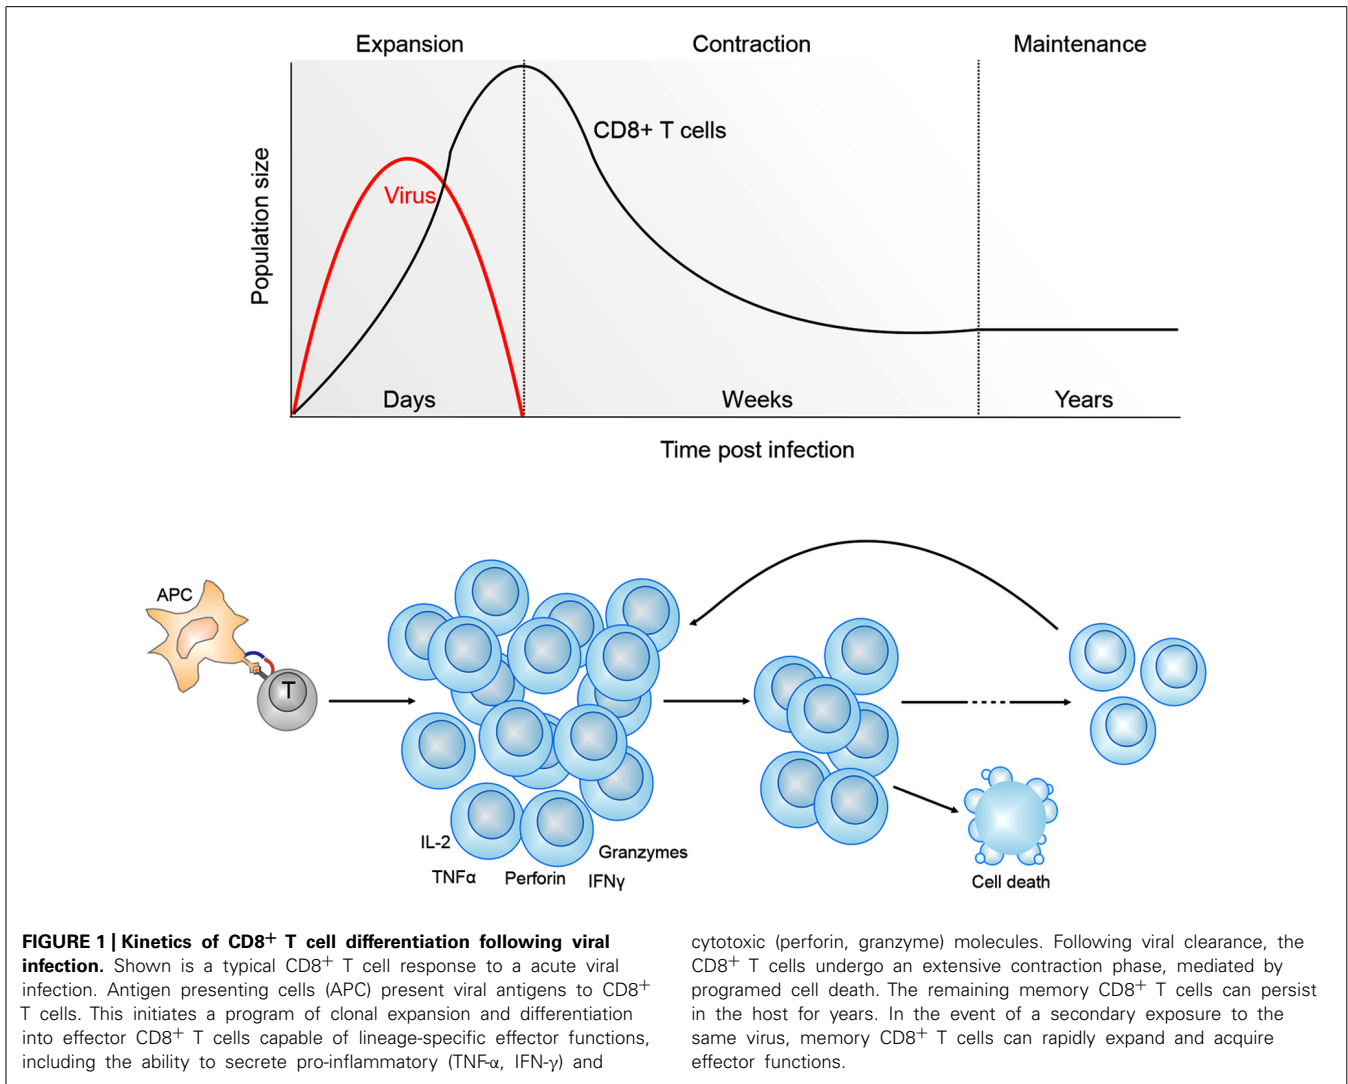 Expansion
Contraction
Maintenance
Population size
CD8+ T cells
Virus
Days
Weeks
Years
Time post infection
APC
T
IL-2
TNFα
Perforin
IFNγ
Granzymes
Cell death
FIGURE 1 | Kinetics of CD8+ T cell differentiation following viral
infection. Shown is a typical CD8+ T cell response to a acute viral
infection. Antigen presenting cells (APC) present viral antigens to CD8+
T cells. This initiates a program of clonal expansion and differentiation
into effector CD8+ T cells capable of lineage-specific effector functions,
including the ability to secrete pro-inflammatory (TNF-α, IFN-γ) and
cytotoxic (perforin, granzyme) molecules. Following viral clearance, the
CD8+ T cells undergo an extensive contraction phase, mediated by
programed cell death. The remaining memory CD8+ T cells can persist
in the host for years. In the event of a secondary exposure to the
same virus, memory CD8+ T cells can rapidly expand and acquire
effector functions.